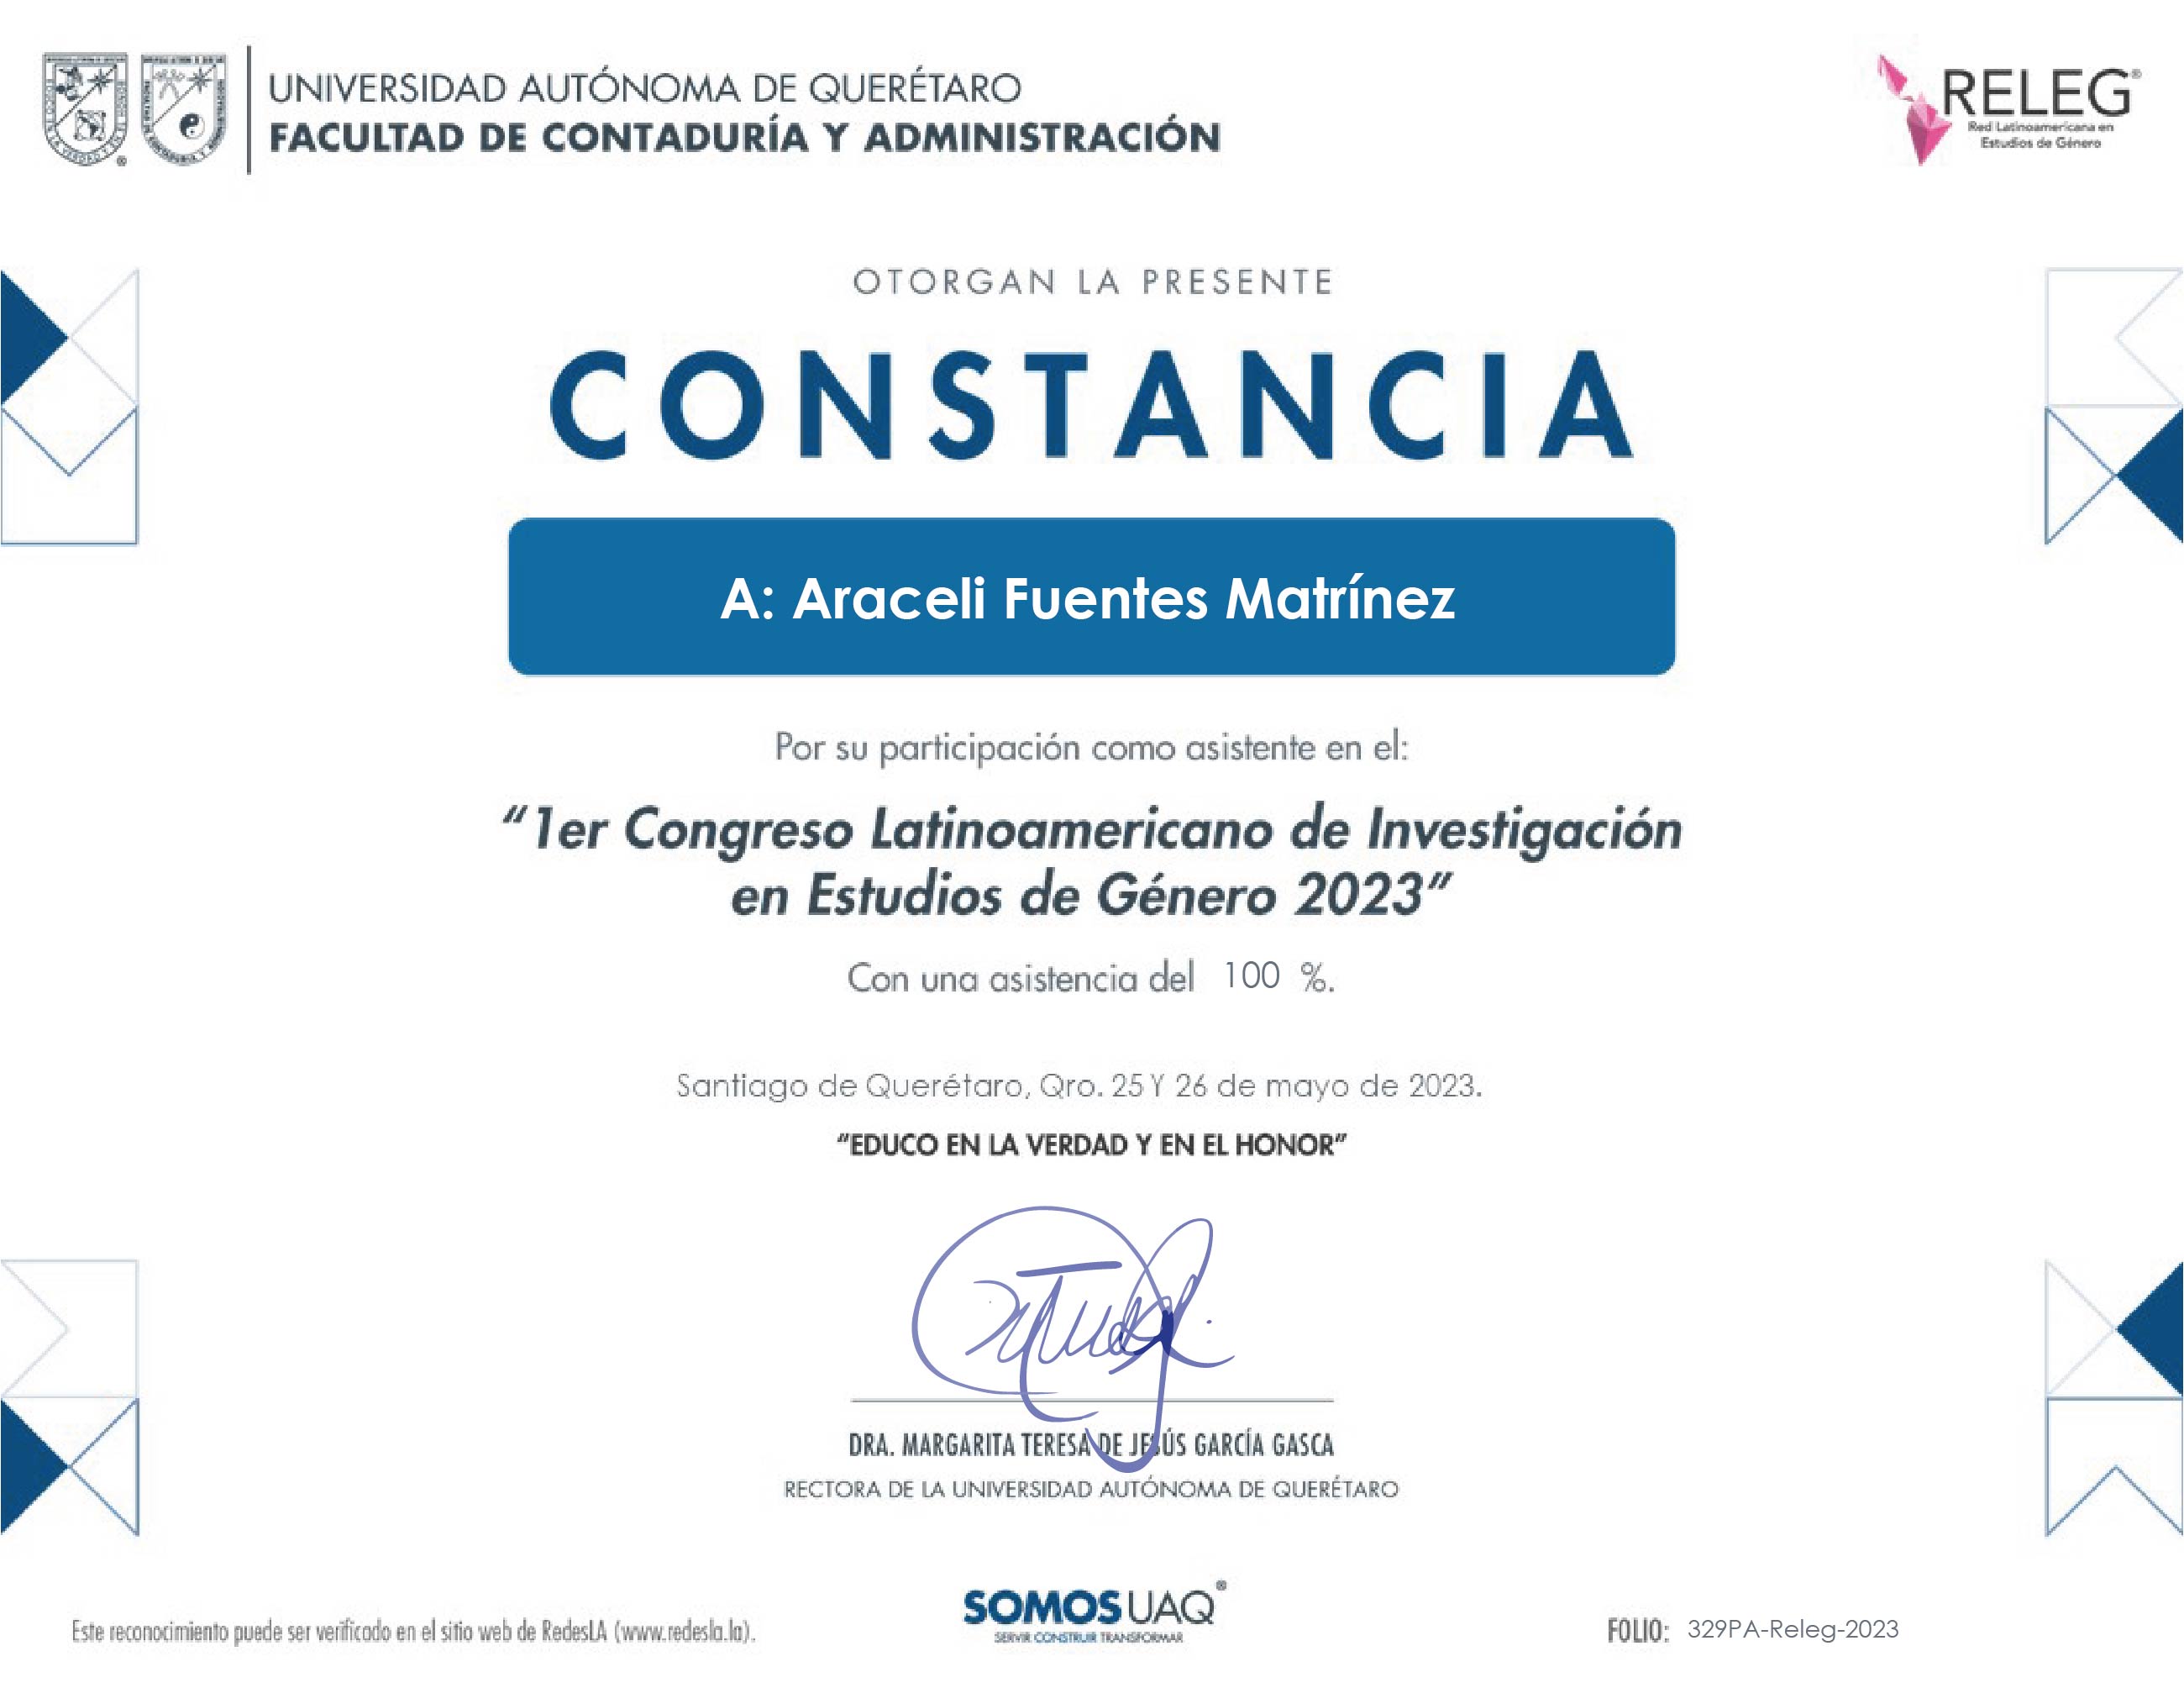 UNIVERSIDAD AUTÓNOMA DE QUERÉTARO
FACULTAD DE CONTADURÍA Y ADMINISTRACIÓN
RELEG®
Red Latinoamericana en
Estudios de Género
OTORGAN LA PRESENTE
CONSTANCIA
A: Araceli Fuentes Matrínez
Por su participación como asistente en el:
“1er Congreso Latinoamericano de Investigación
en Estudios de Género 2023”
Con una asistencia del 100 %.
Santiago de Querétaro, Qro. 25 Y 26 de mayo de 2023.
“EDUCO EN LA VERDAD Y EN EL HONOR”
DRA. MARGARITA TERESA DE JESÚS GARCÍA GASCA
RECTORA DE LA UNIVERSIDAD AUTÓNOMA DE QUERÉTARO
SOMOS UAQ®
SERVIR CONSTRUIR TRANSFORMAR
Este reconocimiento puede ser verificado en el sitio web de RedesLA (www.redesla.la).
FOLIO: 329PA-Releg-2023